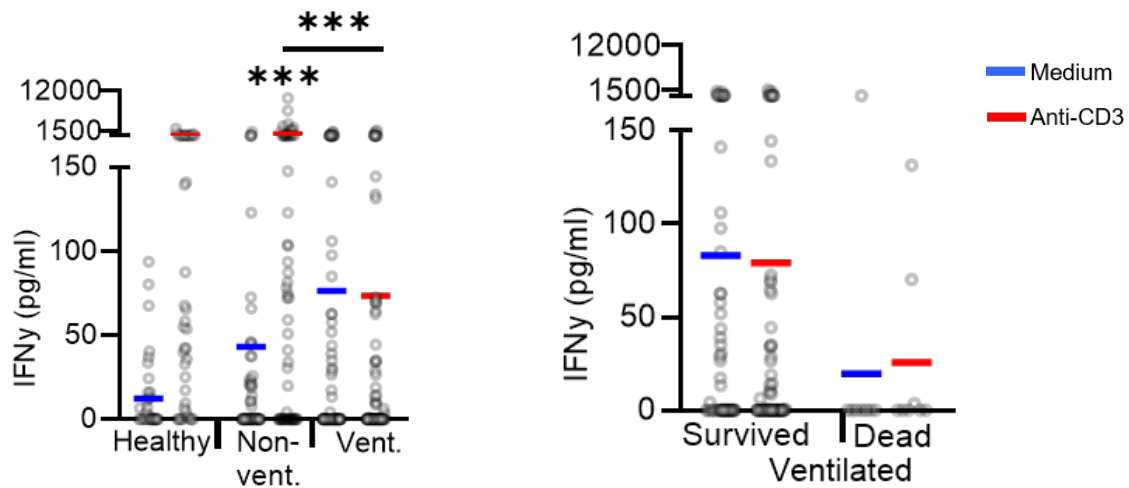 ***
***
12000
1500
150
100
50
0
IFNy (pg/ml)
Healthy
Non-
vent.
Vent.
12000
1500
150
100
50
0
IFNy (pg/ml)
Survived
Dead
Ventilated
Medium
Anti-CD3